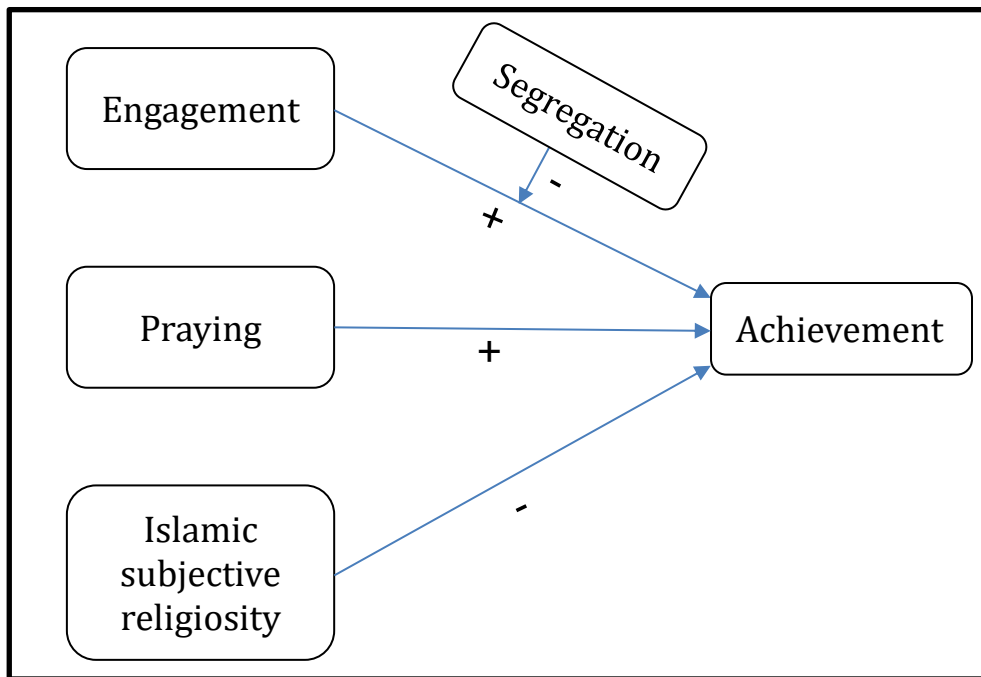 Engagement
Segregation
-
+
Praying
+
Achievement
Islamic
subjective
religiosity
-